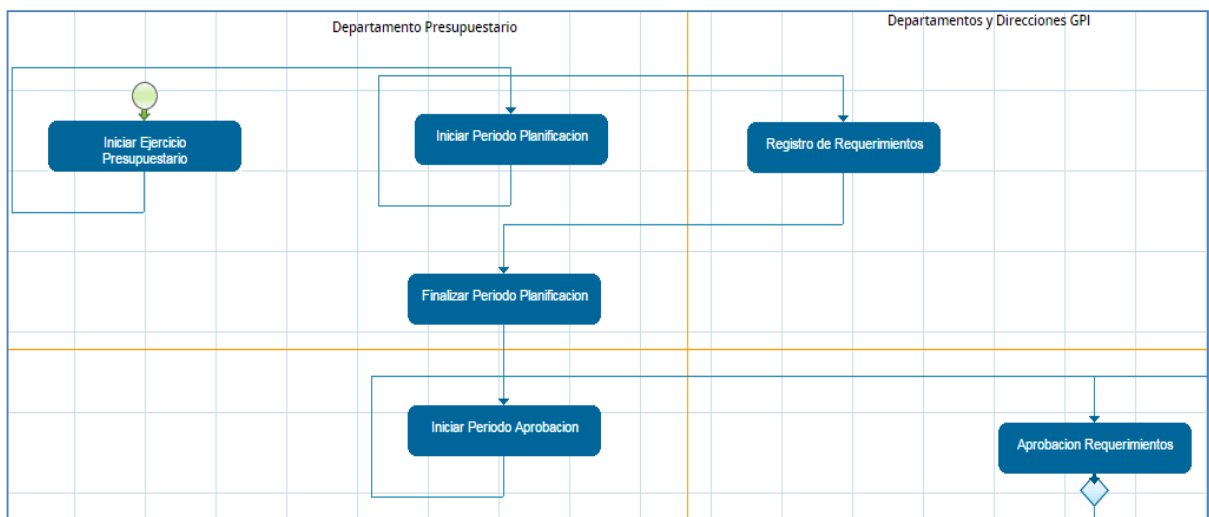 Departamento Presupuestario
Departamentos y Direcciones GPI
Iniciar Ejercicio
Presupuestario
Iniciar Periodo Planificacion
Registro de Requerimientos
Finalizar Periodo Planificacion
Iniciar Periodo Aprobacion
Aprobacion Requerimientos